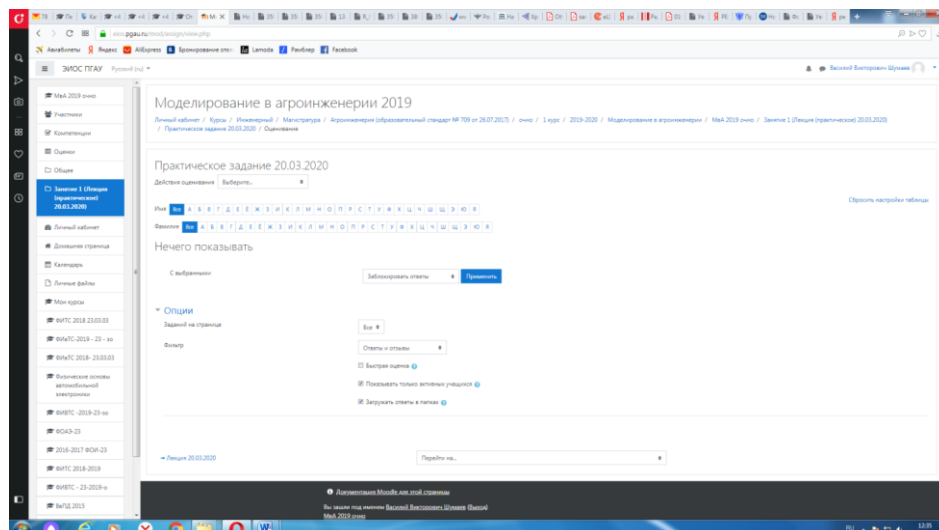 eios.pgau.ru/mod/assign/view.php
Авиабилеты Яндекс AliExpress Бронирование отел Lamoda Рамблер Facebook
ЭИОС ПГАУ Русский (ru)
Василий Викторович Шумаев
МвА 2019 очно
Участники
Компетенции
Оценки
Общее
Занятие 1 (Лекция
(практическое)
20.03.2020)
Личный кабинет
Домашняя страница
Календарь
Личные файлы
Мои курсы
ФИТС 2018 23.03.03
ФИвТС-2019 - 23 - зо
ФИвТС 2018- 23.03.03
Физические основы
автомобильной
электроники
ФИВТС -2019-23-зо
ФОАЭ-23
2016-2017 ФОИ-23
ФИТС 2018-2019
ФИВТС - 23-2019-о
ВвПД 2015
Моделирование в агроинженерии 2019
Личный кабинет / Курсы / Инженерный / Магистратура / Агроинженерия (образовательный стандарт № 709 от 26.07.2017) / очно / 1 курс / 2019-2020 / Моделирование в агроинженерии / МвА 2019 очно / Занятие 1 (Лекция (практическое) 20.03.2020)
/ Практическое задание 20.03.2020 / Оценивание
Практическое задание 20.03.2020
Действия оценивания Выберите...
Сбросить настройки таблицы
Имя Все А Б В Г Д Е Ё Ж З И К Л М Н О П Р С Т У Ф Х Ц Ч Ш Щ Э Ю Я
Фамилия Все А Б В Г Д Е Ё Ж З И К Л М Н О П Р С Т У Ф Х Ц Ч Ш Щ Э Ю Я
Нечего показывать
С выбранными Заблокировать ответы Применить
Опции
Заданий на странице Все
Фильтр Ответы и отзывы
Быстрая оценка
Показывать только активных учащихся
Загружать ответы в папках
Лекция 20.03.2020 Перейти на...
Документация Moodle для этой страницы
Вы зашли под именем Василий Викторович Шумаев (Выход)
МвА 2019 очно
RU 12:35